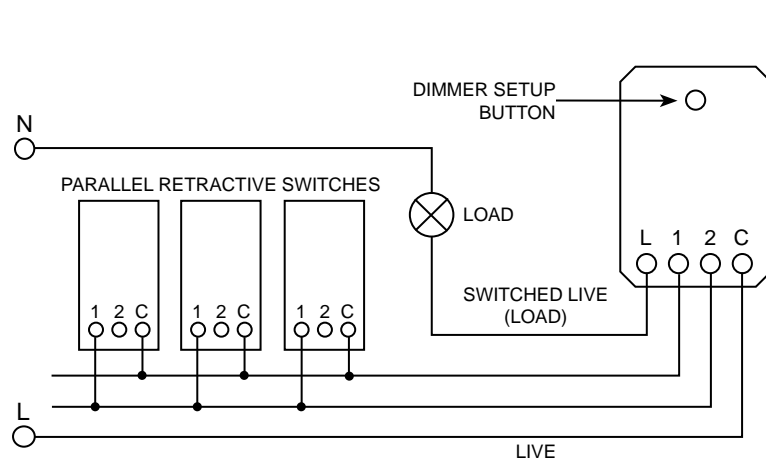 DIMMER SETUP
BUTTON
N
PARALLEL RETRACTIVE SWITCHES
LOAD
L 1 2 C
SWITCHED LIVE
(LOAD)
1 2 C 1 2 C 1 2 C
L
LIVE